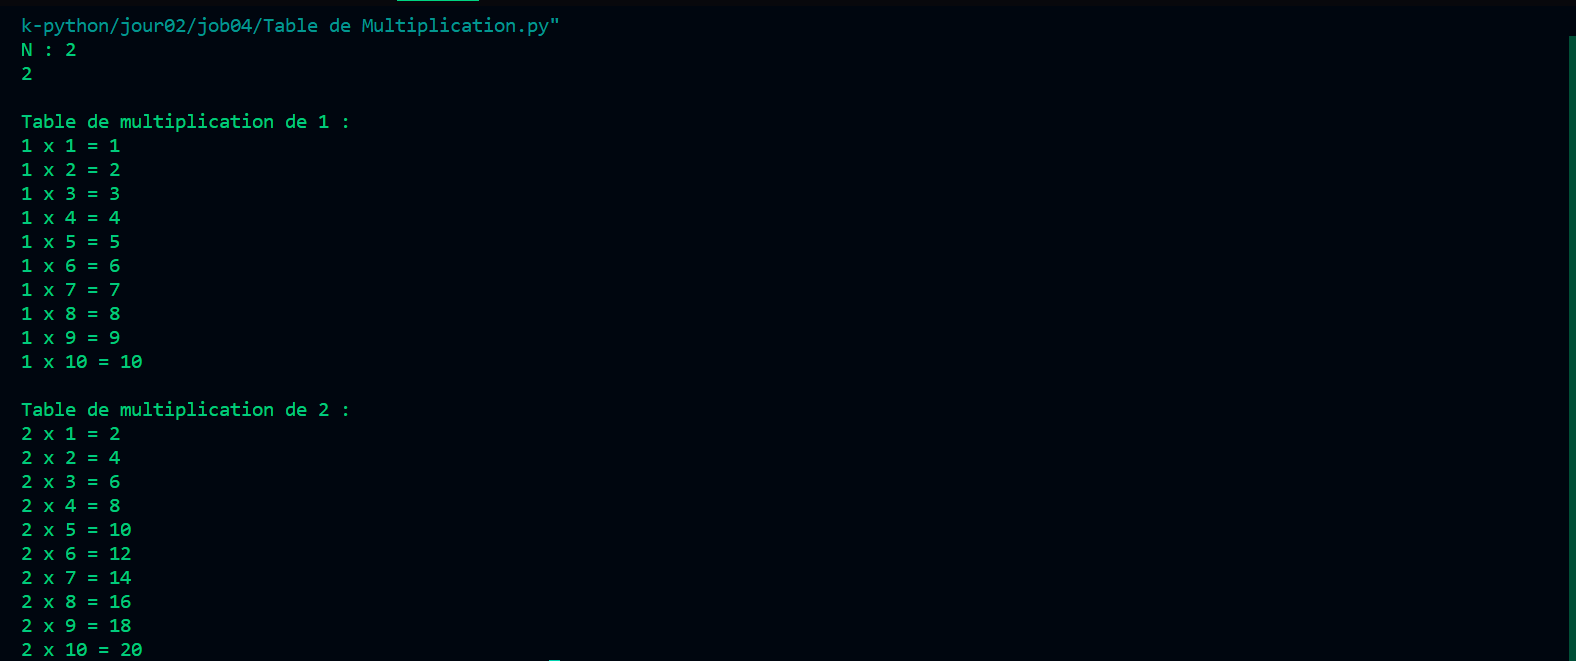 k-python/jour02/job04/Table de Multiplication.py"
N : 2
2
Table de multiplication de 1 :
1 x 1 = 1
1 x 2 = 2
1 x 3 = 3
1 x 4 = 4
1 x 5 = 5
1 x 6 = 6
1 x 7 = 7
1 x 8 = 8
1 x 9 = 9
1 x 10 = 10
Table de multiplication de 2 :
2 x 1 = 2
2 x 2 = 4
2 x 3 = 6
2 x 4 = 8
2 x 5 = 10
2 x 6 = 12
2 x 7 = 14
2 x 8 = 16
2 x 9 = 18
2 x 10 = 20